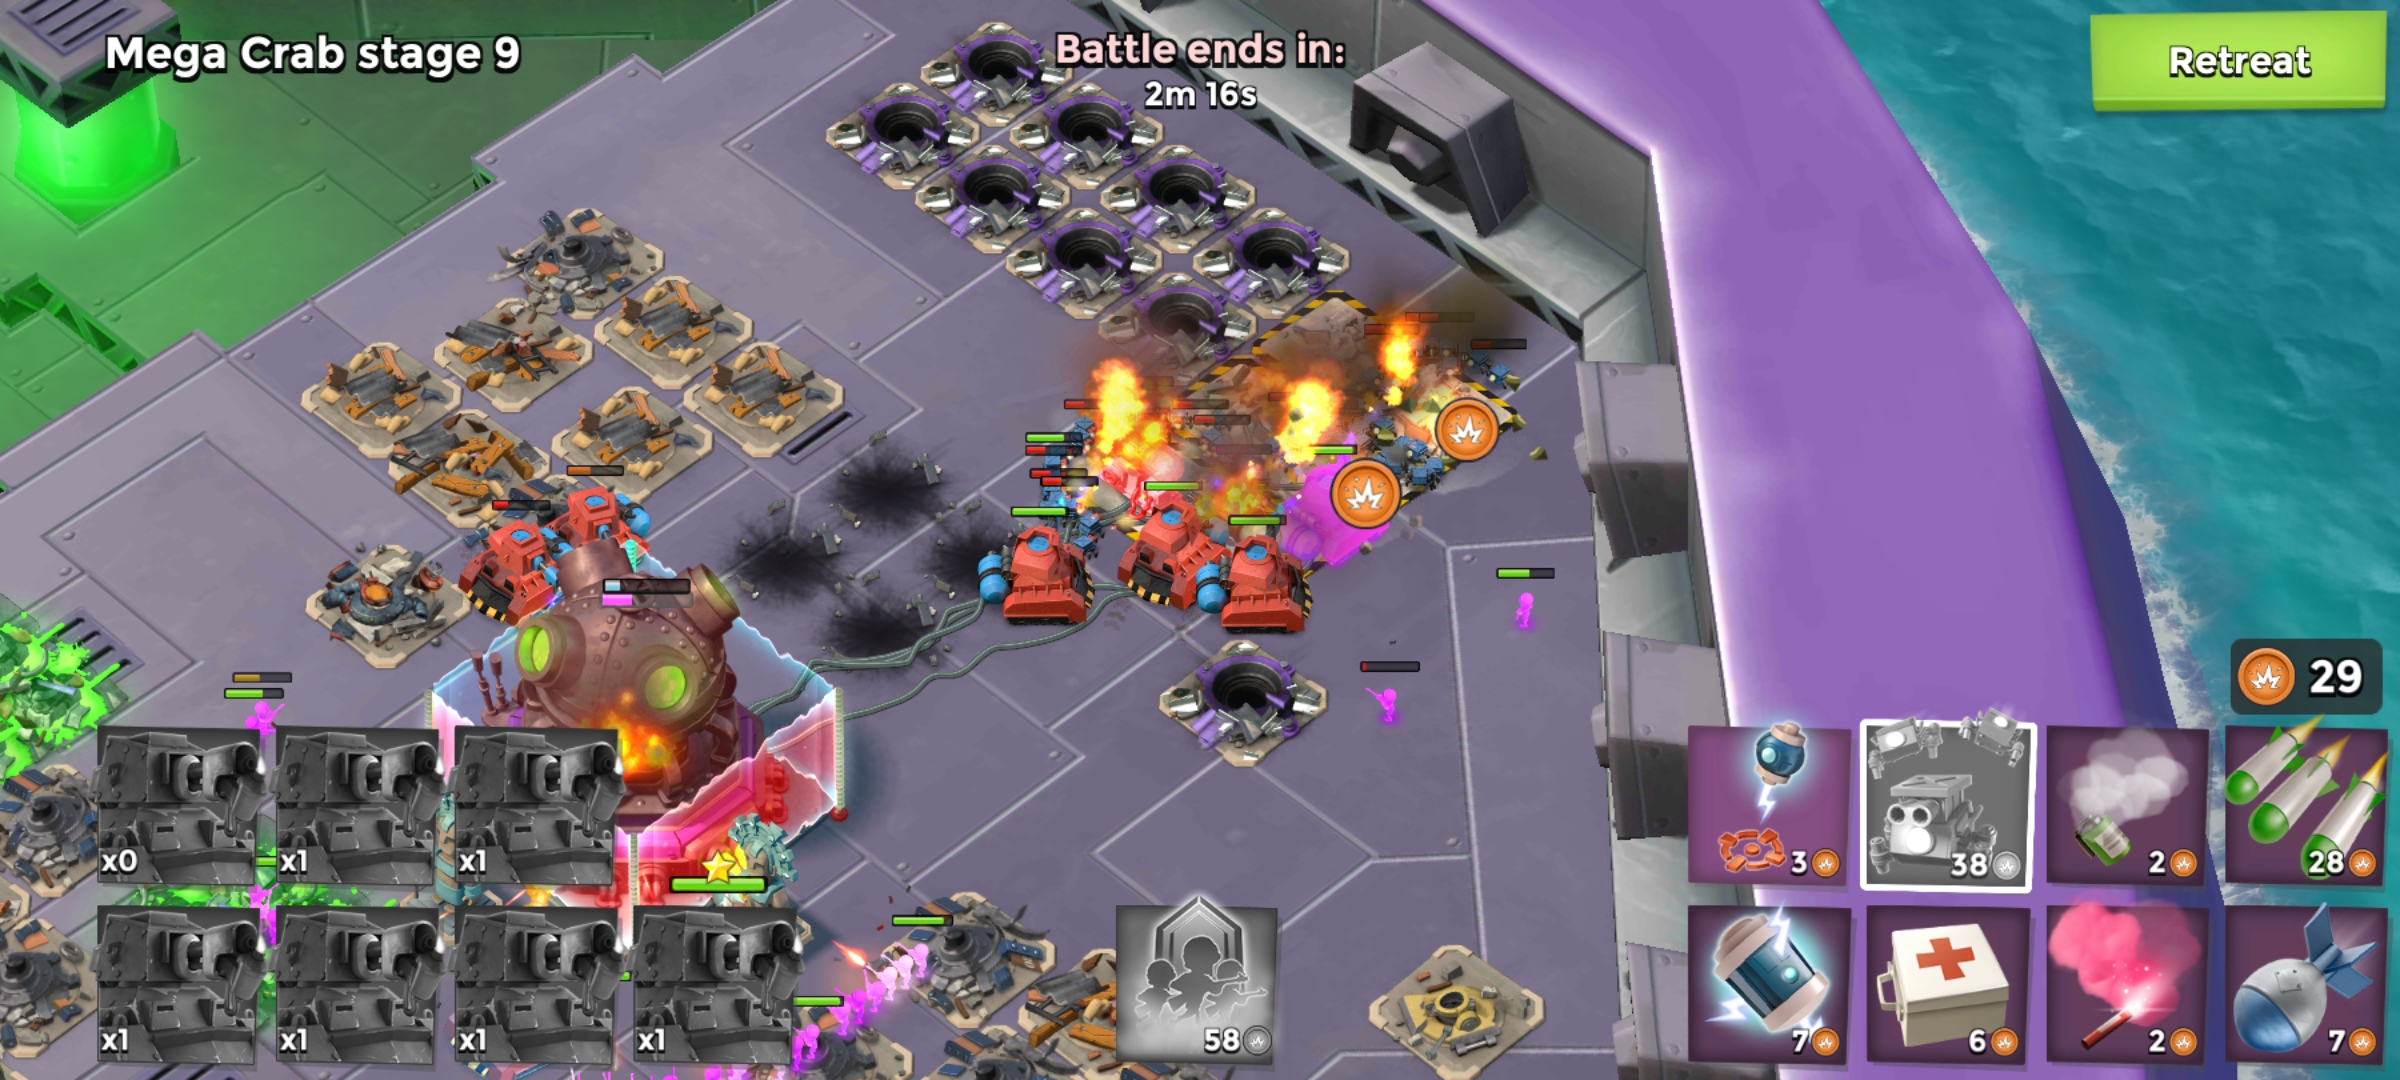 Mega Crab stage 9
Battle ends in:
2m 16s
Retreat
29
3
38
2
28
7
6
2
7
58
x0
x1
x1
x1
x1
x1
x1